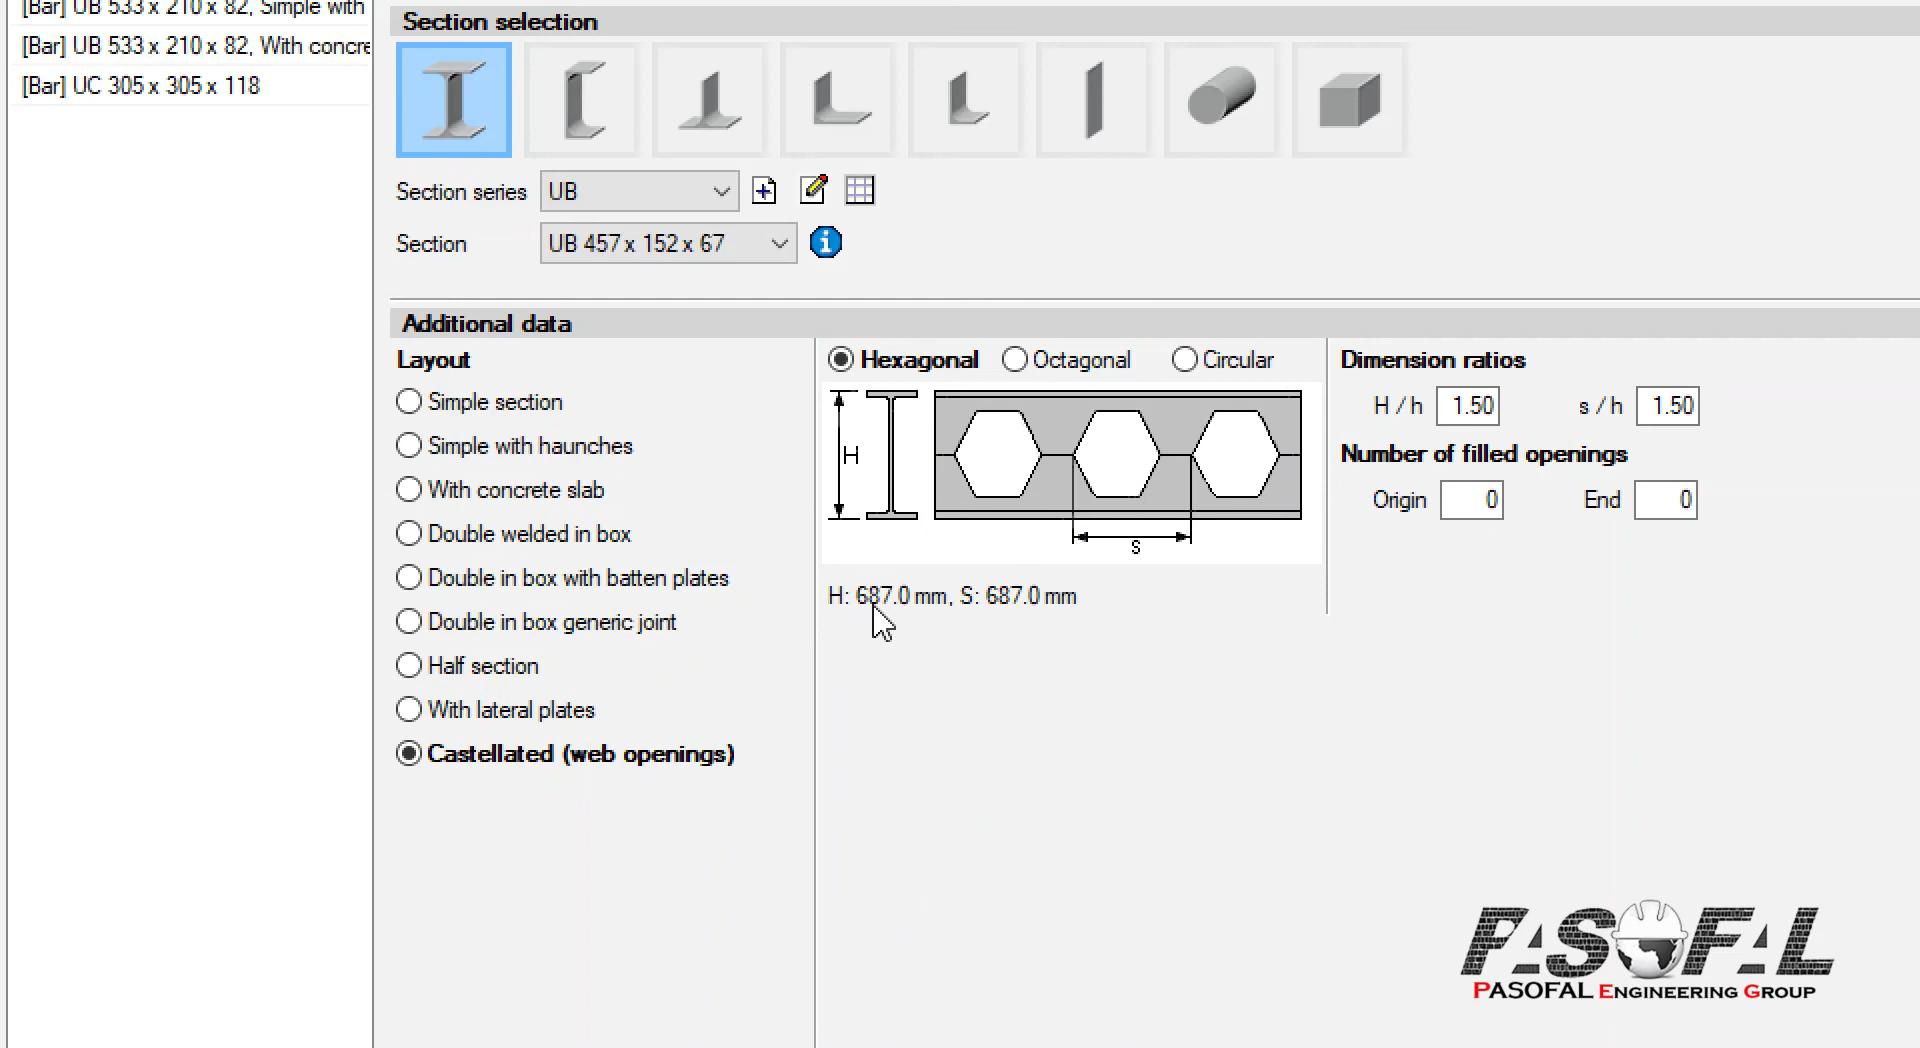 [Bar] UB 533 x 210 x 82, Simple with
[Bar] UB 533 x 210 x 82, With concre
[Bar] UC 305 x 305 x 118
Section selection
Section series UB
Section UB 457 x 152 x 67
Additional data
Layout
Simple section
Simple with haunches
With concrete slab
Double welded in box
Double in box with batten plates
Double in box generic joint
Half section
With lateral plates
Castellated (web openings)
Hexagonal Octagonal Circular
H
s
H: 687.0 mm, S: 687.0 mm
Dimension ratios
H / h 1.50 s / h 1.50
Number of filled openings
Origin 0 End 0
PASOFAL
PASOFAL ENGINEERING GROUP